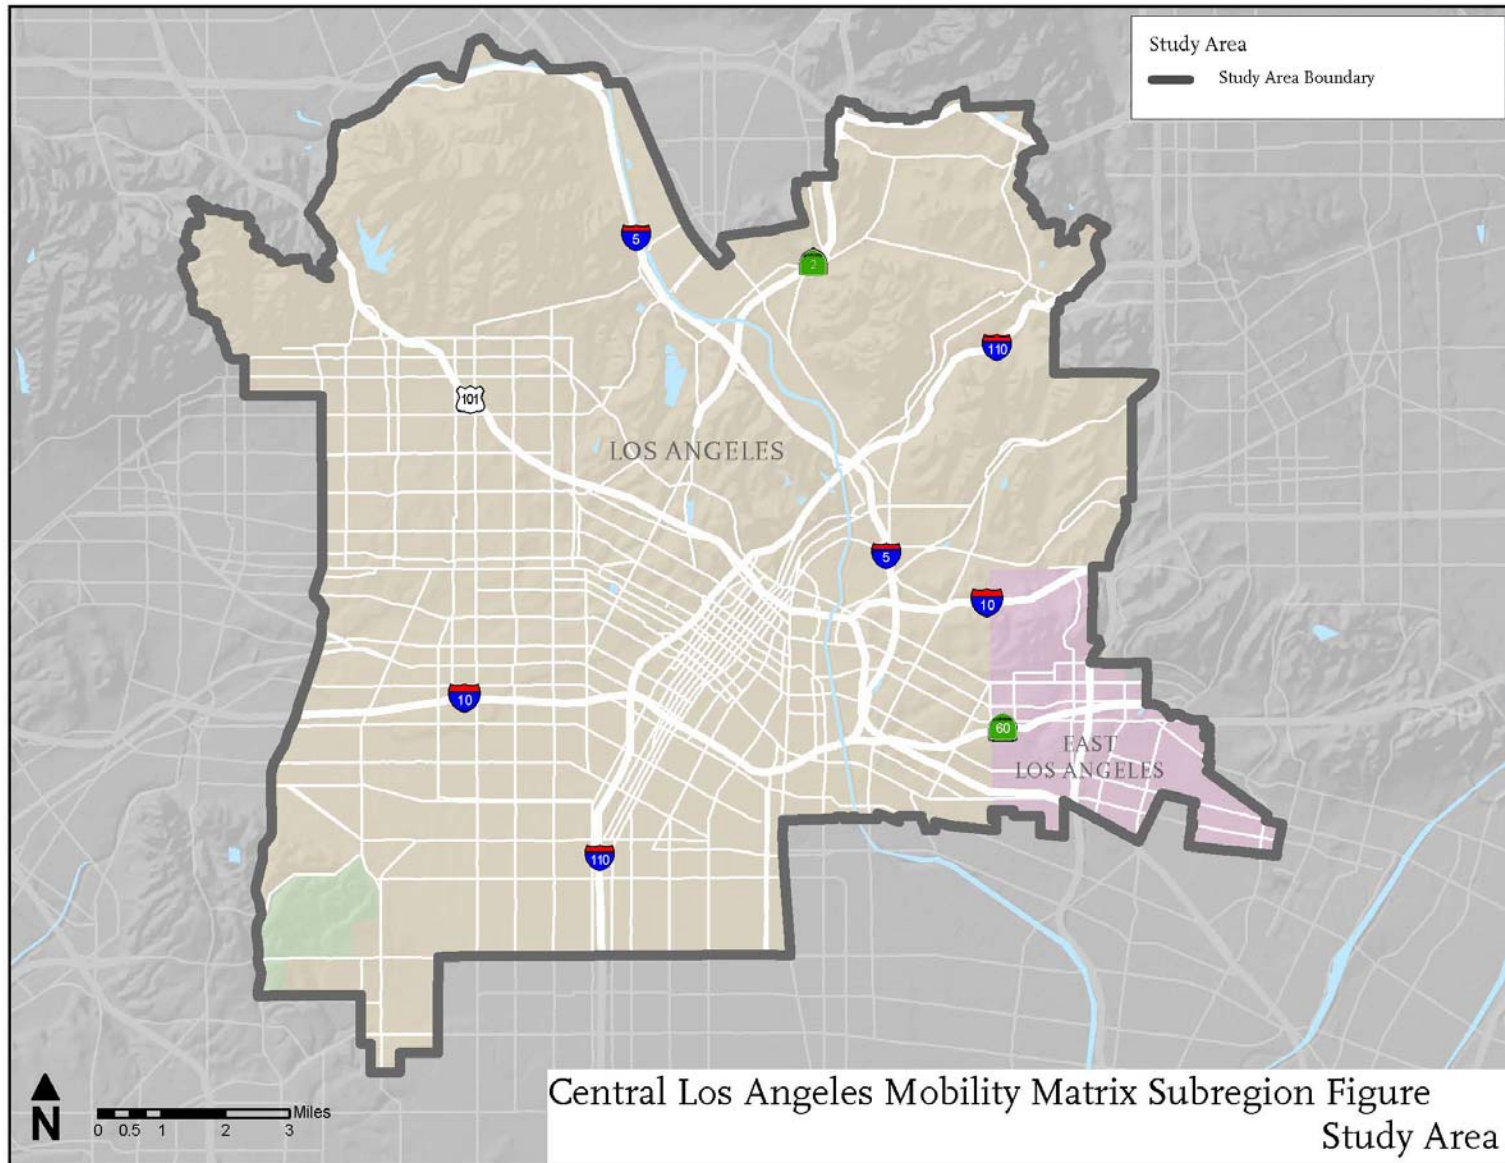 Study Area
Study Area Boundary
5
2
110
101
LOS ANGELES
5
10
10
60
EAST
LOS ANGELES
110
N
Miles
0 0.5 1 2 3
Central Los Angeles Mobility Matrix Subregion Figure
Study Area